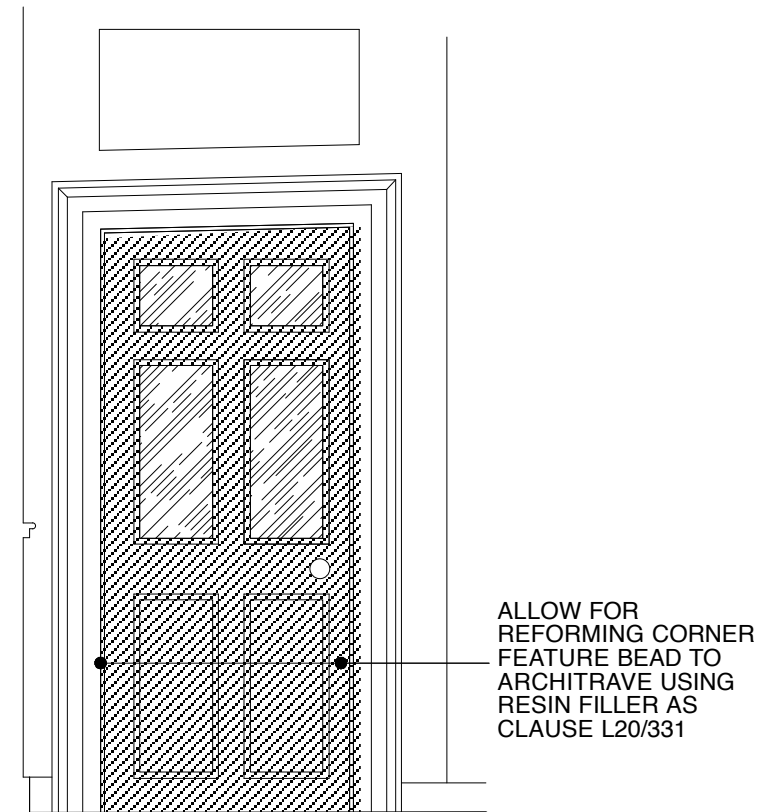 ALLOW FOR
REFORMING CORNER
FEATURE BEAD TO
ARCHITRAVE USING
RESIN FILLER AS
CLAUSE L20/331